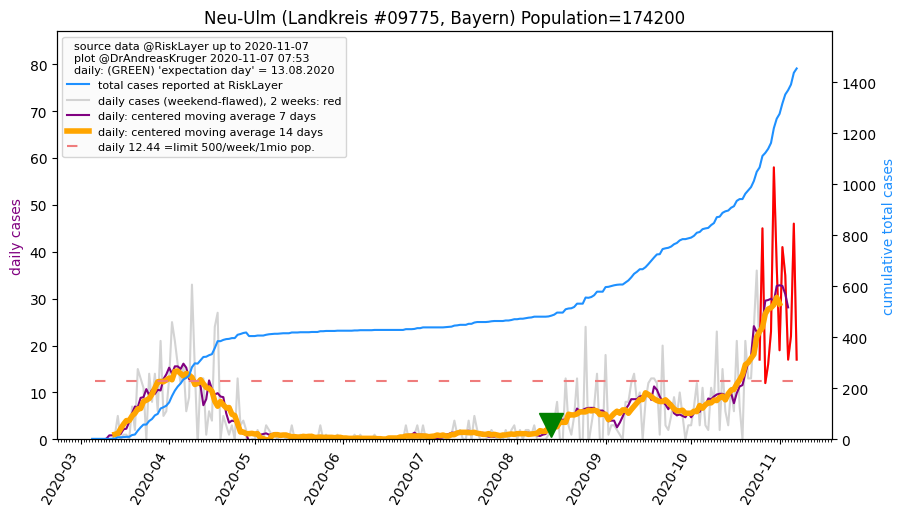 Neu-Ulm (Landkreis #09775, Bayern) Population=174200
source data @RiskLayer up to 2020-11-07
plot @DrAndreasKruger 2020-11-07 07:53
daily: (GREEN) 'expectation day' = 13.08.2020
total cases reported at RiskLayer
daily cases (weekend-flawed), 2 weeks: red
daily: centered moving average 7 days
daily: centered moving average 14 days
daily 12.44 =limit 500/week/1mio pop.
daily cases
80
70
60
50
40
30
20
10
0
cumulative total cases
1400
1200
1000
800
600
400
200
0
2020-03
2020-04
2020-05
2020-06
2020-07
2020-08
2020-09
2020-10
2020-11